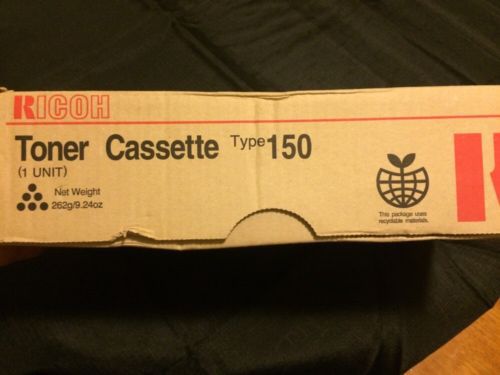 RICOH
Toner Cassette Type 150
(1 UNIT)
Net Weight
262g/9.24oz
This package uses
recyclable materials.
R